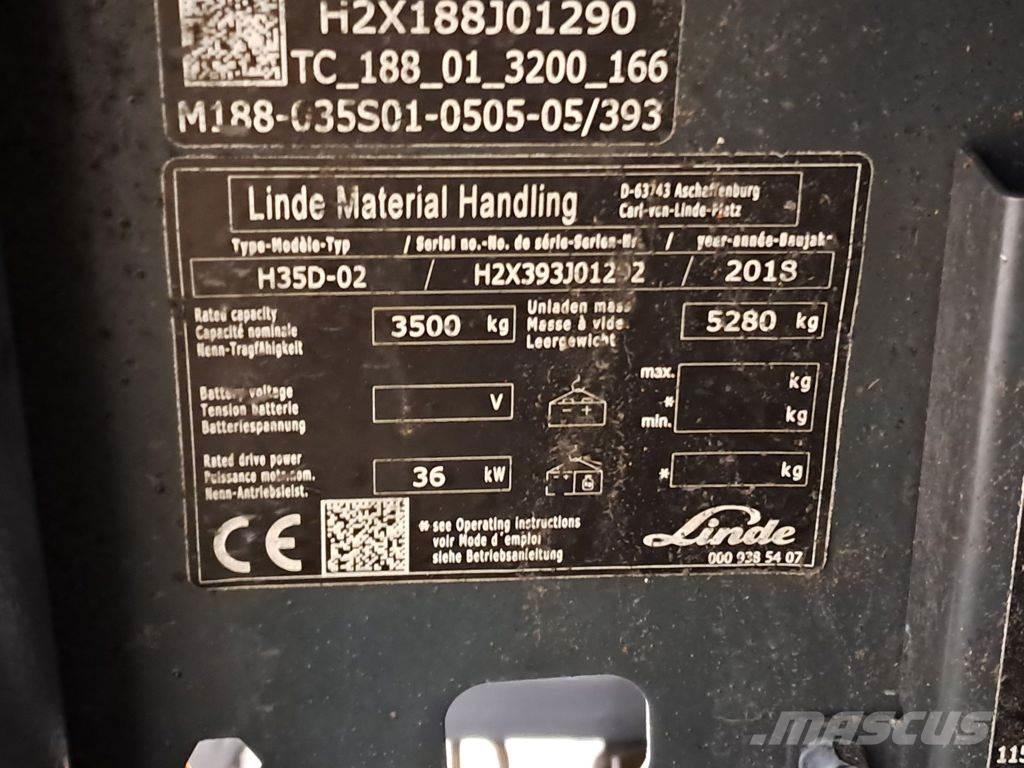 H2X188J01290
TC_188_01_3200_166
M188-035S01-0505-05/393
Linde Material Handling
D-63743 Aschaffenburg
Carl-von-Linde-Platz
Type-Modèle-Typ / Serial no.-No. de série-Serien-Nr. / year-année-Baujahr
H35D-02 / H2X393J01292 / 2018
Rated capacity
Capacité nominale
Nenn-Tragfähigkeit
3500 kg
Unladen mass
Masse à vide
Leergewicht
5280 kg
Battery voltage
Tension batterie
Batteriespannung
V
- +
max.
*
min.
kg
kg
Rated drive power
Puissance mot.nom.
Nenn-Antriebsleist.
36 kW
*
kg
CE
* see Operating instructions
voir Mode d'emploi
siehe Betriebsanleitung
Linde
000 938 54 07
MASCUS
115